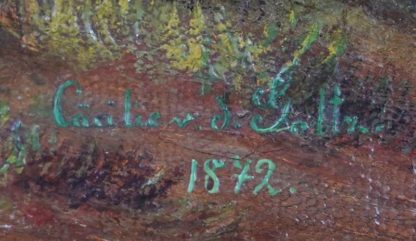 Cäcilie v. d. Goltz.
1872.